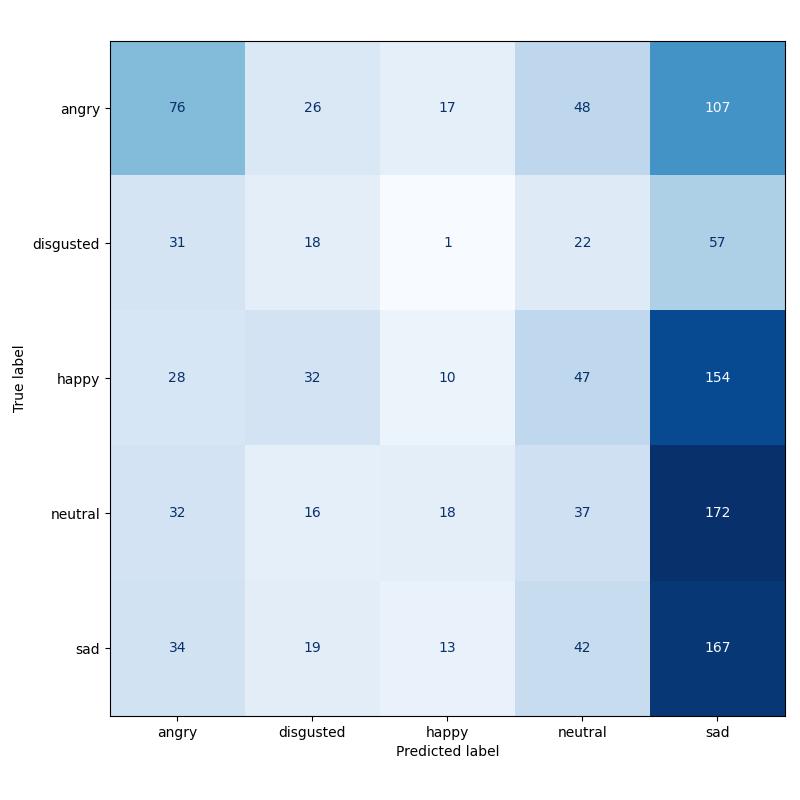 angry 76 26 17 48 107
disgusted 31 18 1 22 57
happy 28 32 10 47 154
neutral 32 16 18 37 172
sad 34 19 13 42 167
True label
angry disgusted happy neutral sad
Predicted label